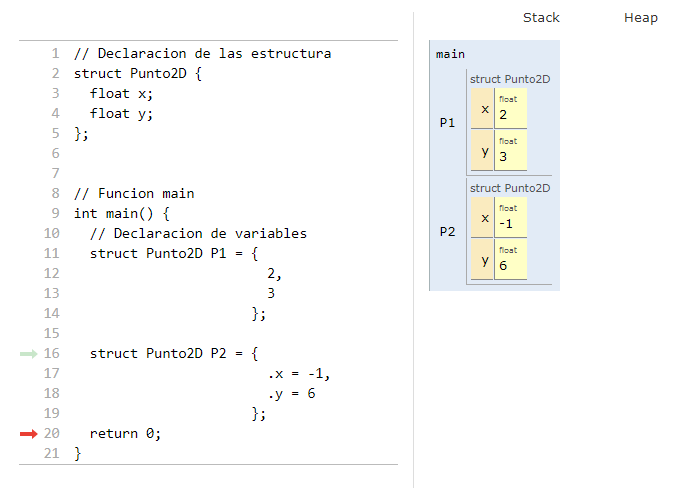 Stack Heap
1 // Declaracion de las estructura
2 struct Punto2D {
3 float x;
4 float y;
5 };
6
7
8 // Funcion main
9 int main() {
10 // Declaracion de variables
11 struct Punto2D P1 = {
12 2,
13 3
14 };
15
16 struct Punto2D P2 = {
17 .x = -1,
18 .y = 6
19 };
20 return 0;
21 }
main
struct Punto2D
P1
x float 2
y float 3
struct Punto2D
P2
x float -1
y float 6